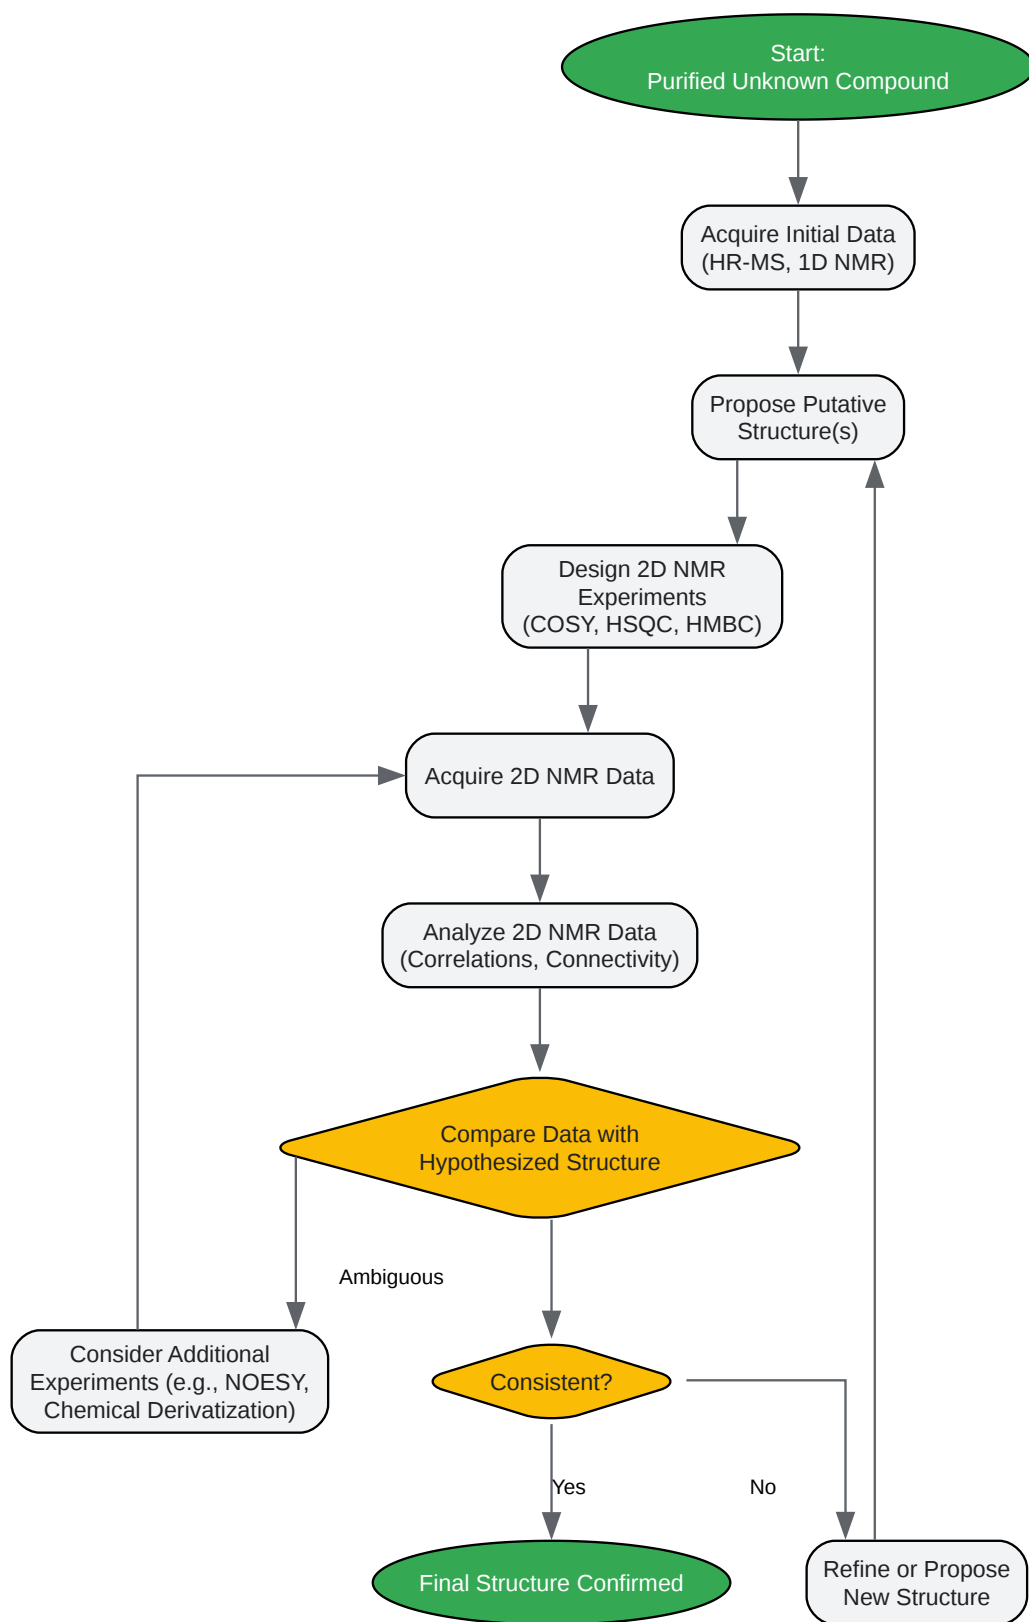 Start:
Purified Unknown Compound
Acquire Initial Data
(HR-MS, 1D NMR)
Propose Putative
Structure(s)
Design 2D NMR
Experiments
(COSY, HSQC, HMBC)
Acquire 2D NMR Data
Analyze 2D NMR Data
(Correlations, Connectivity)
Compare Data with
Hypothesized Structure
Ambiguous
Consider Additional
Experiments (e.g., NOESY,
Chemical Derivatization)
Consistent?
Yes
No
Final Structure Confirmed
Refine or Propose
New Structure